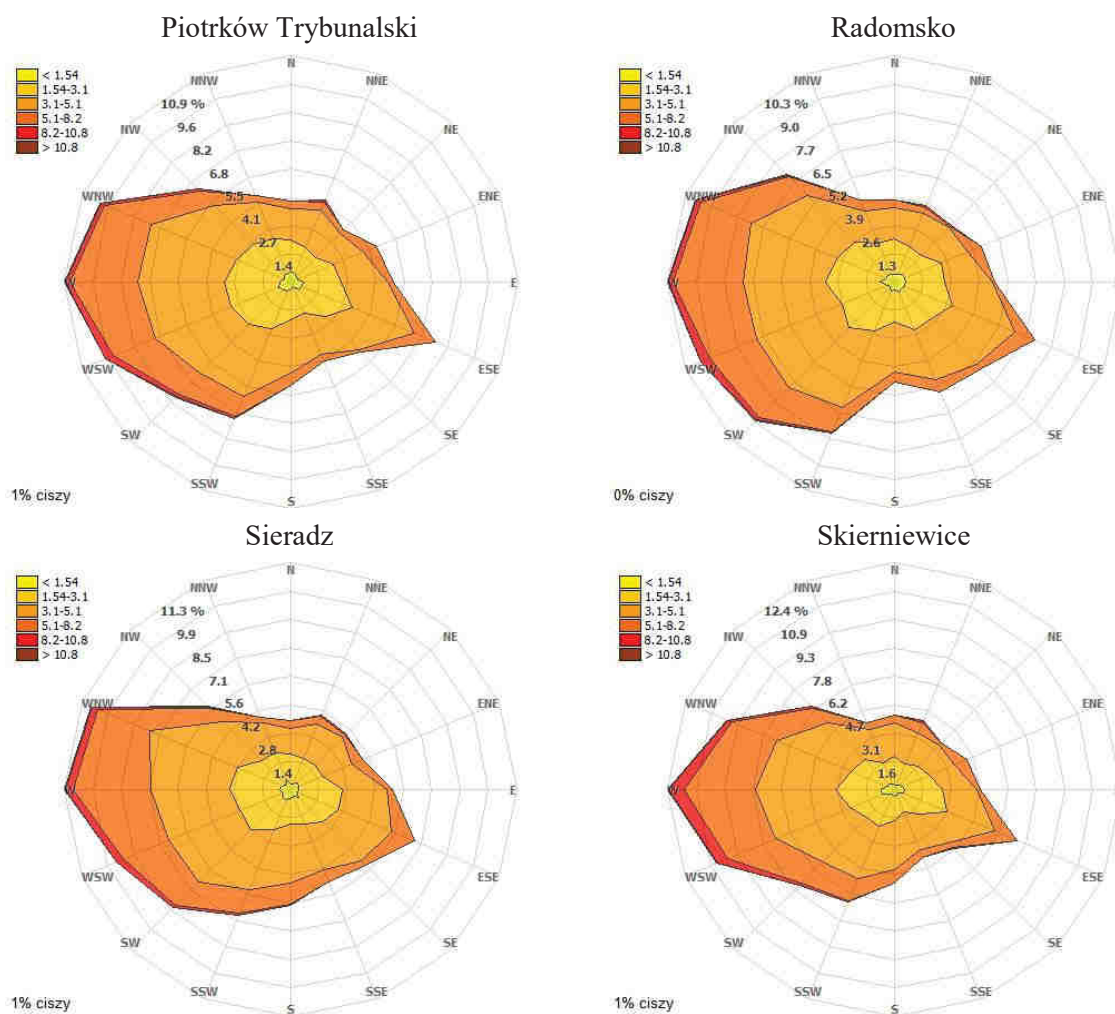 Piotrków Trybunalski
< 1.54
1.54-3.1
3.1-5.1
5.1-8.2
8.2-10.8
> 10.8
N
NNE
NE
ENE
E
ESE
SE
SSE
S
SSW
SW
WSW
WNW
NW
NNW
10.9 %
9.6
8.2
6.8
5.5
4.1
2.7
1.4
1% ciszy
Radomsko
< 1.54
1.54-3.1
3.1-5.1
5.1-8.2
8.2-10.8
> 10.8
N
NNE
NE
ENE
E
ESE
SE
SSE
S
SSW
SW
WSW
WNW
NW
NNW
10.3 %
9.0
7.7
6.5
5.2
3.9
2.6
1.3
0% ciszy
Sieradz
< 1.54
1.54-3.1
3.1-5.1
5.1-8.2
8.2-10.8
> 10.8
N
NNE
NE
ENE
E
ESE
SE
SSE
S
SSW
SW
WSW
WNW
NW
NNW
11.3 %
9.9
8.5
7.1
5.6
4.2
2.8
1.4
1% ciszy
Skierniewice
< 1.54
1.54-3.1
3.1-5.1
5.1-8.2
8.2-10.8
> 10.8
N
NNE
NE
ENE
E
ESE
SE
SSE
S
SSW
SW
WSW
WNW
NW
NNW
12.4 %
10.9
9.3
7.8
6.2
4.7
3.1
1.6
1% ciszy